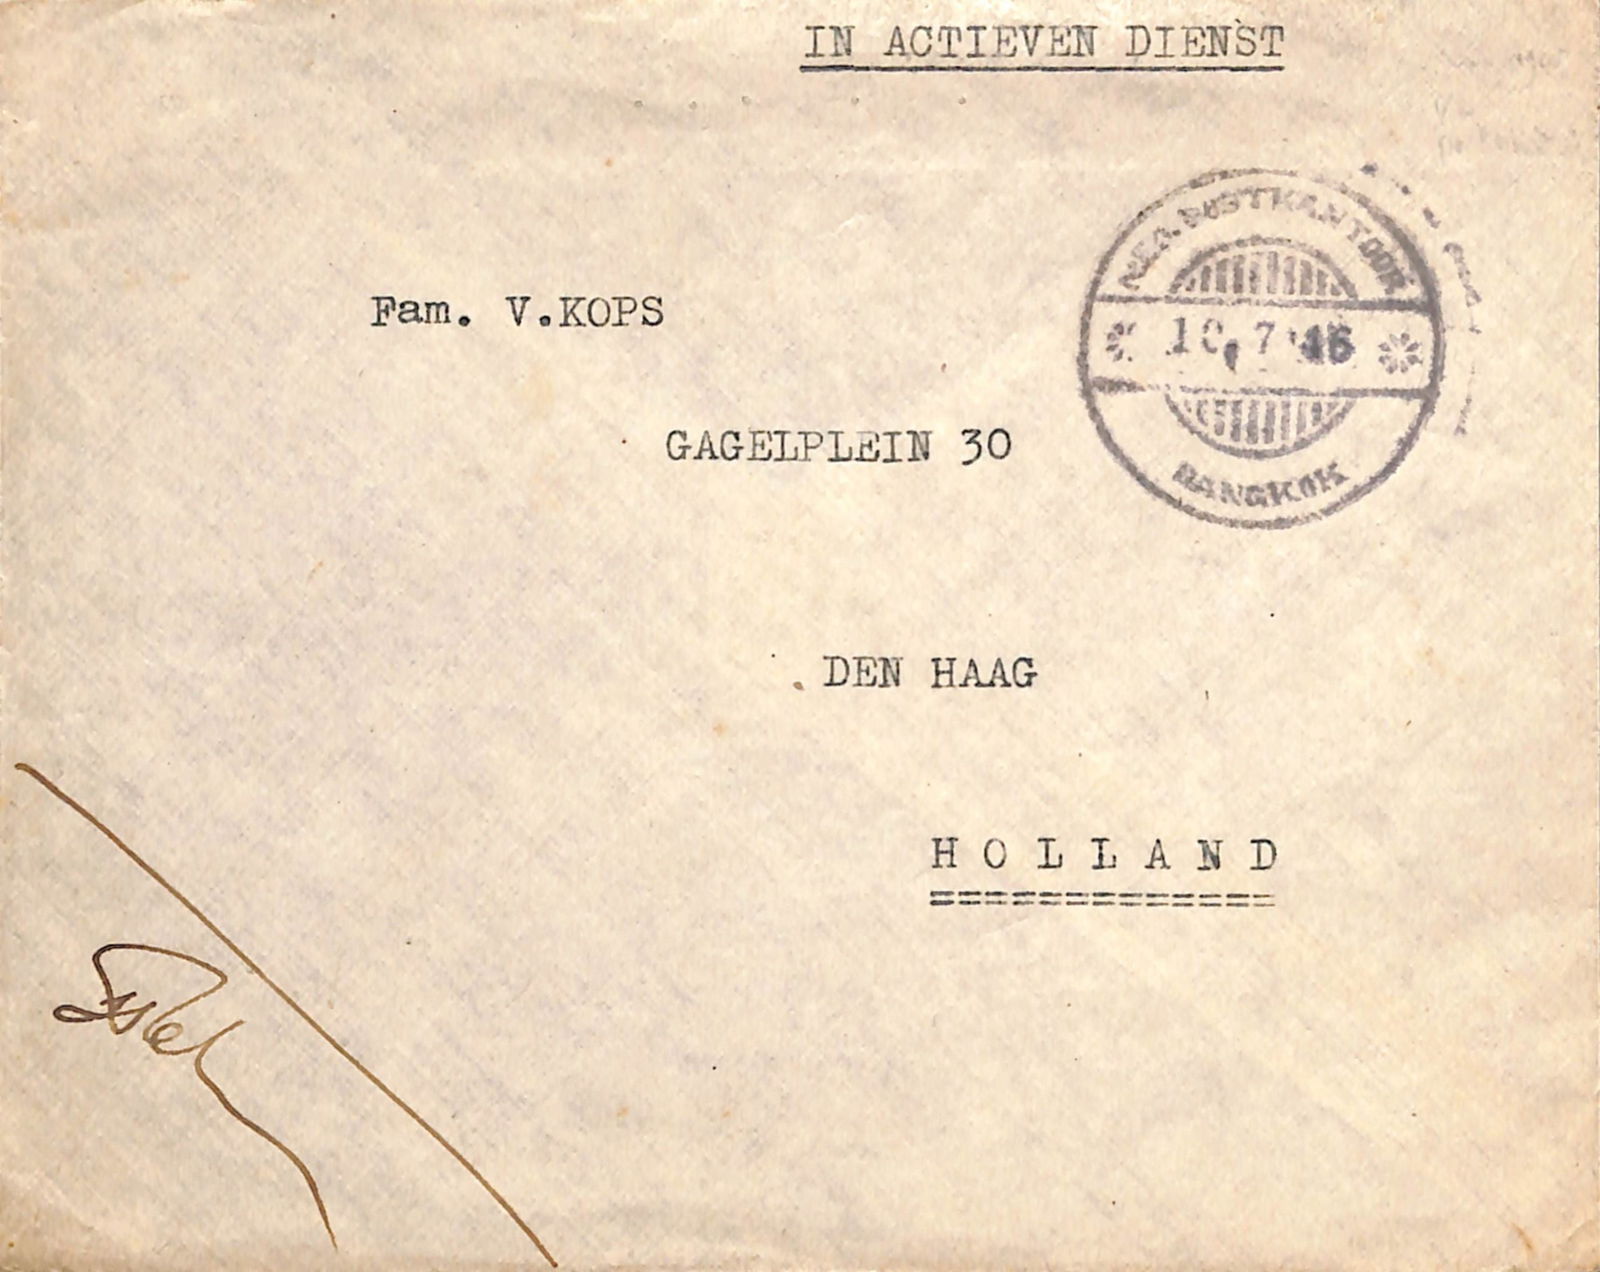 IN ACTIEVEN DIENST
NED. POSTKANTOOR
10.7.46
BANGKOK
Fam. V.KOPS
GAGELPLEIN 30
DEN HAAG
HOLLAND